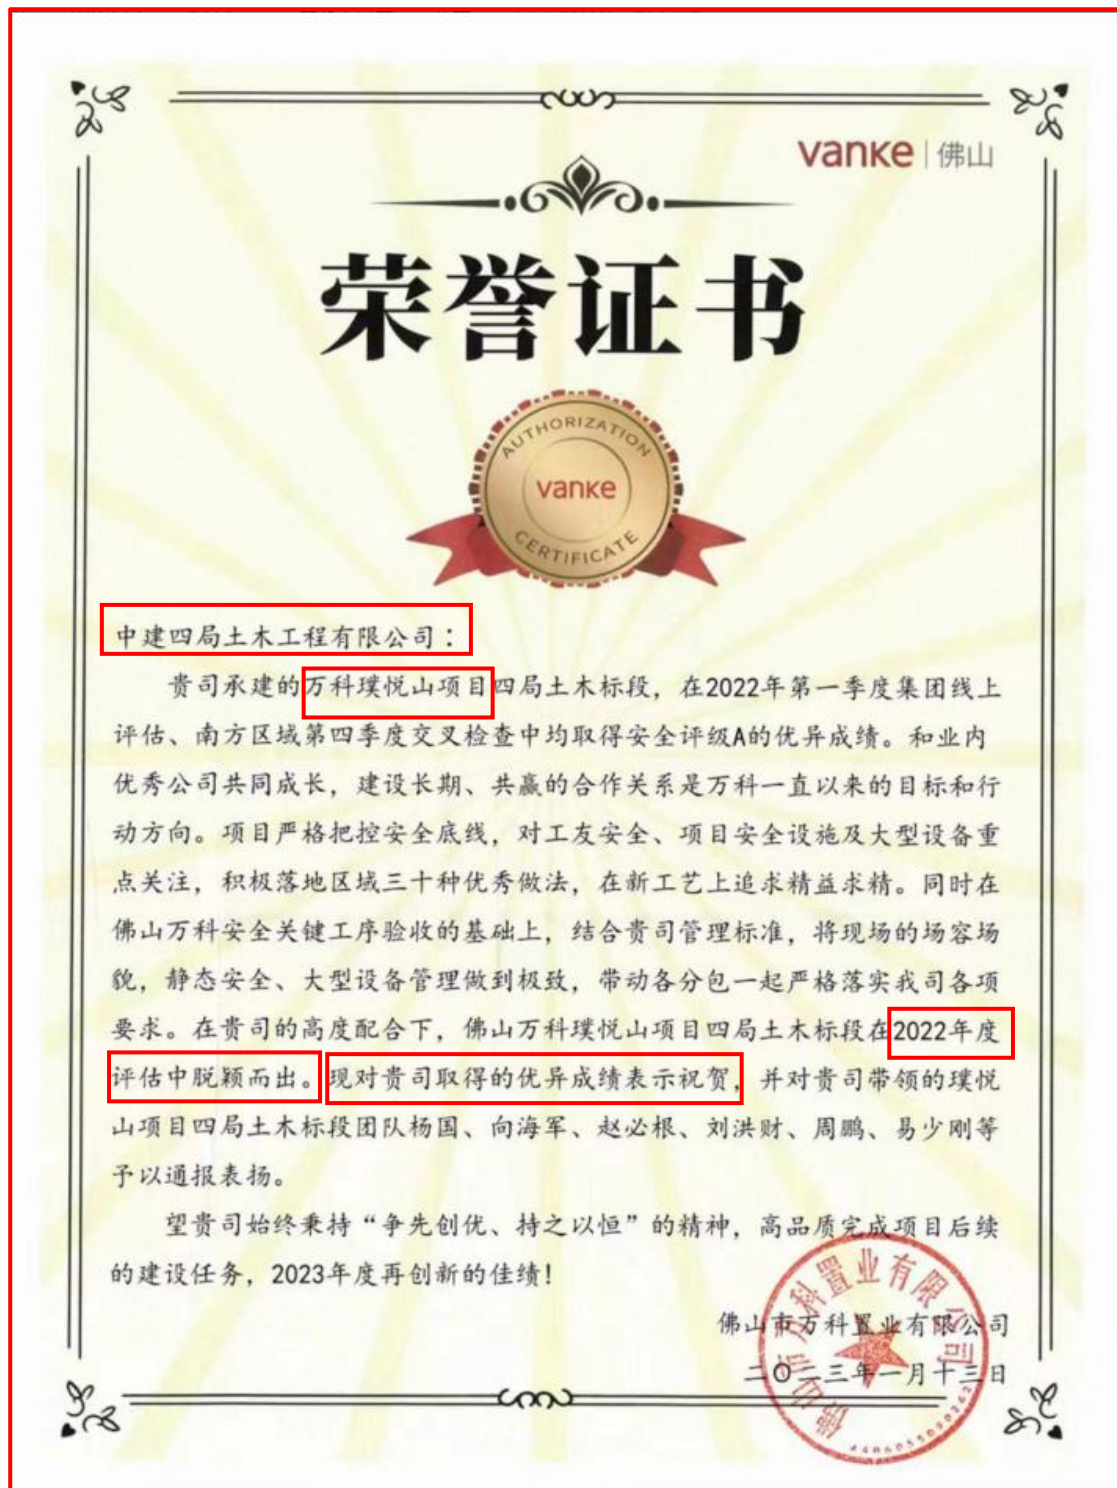 vanke | 佛山
荣誉证书
AUTHORIZATION
vanke
CERTIFICATE
中建四局土木工程有限公司：
贵司承建的万科璞悦山项目四局土木标段，在2022年第一季度集团线上
评估、南方区域第四季度交叉检查中均取得安全评级A的优异成绩。和业内
优秀公司共同成长，建设长期、共赢的合作关系是万科一直以来的目标和行
动方向。项目严格把控安全底线，对工友安全、项目安全设施及大型设备重
点关注，积极落地区域三十种优秀做法，在新工艺上追求精益求精。同时在
佛山万科安全关键工序验收的基础上，结合贵司管理标准，将现场的场容场
貌，静态安全、大型设备管理做到极致，带动各分包一起严格落实我司各项
要求。在贵司的高度配合下，佛山万科璞悦山项目四局土木标段在2022年度
评估中脱颖而出。现对贵司取得的优异成绩表示祝贺，并对贵司带领的璞悦
山项目四局土木标段团队杨国、向海军、赵必根、刘洪财、周鹏、易少刚等
予以通报表扬。
望贵司始终秉持“争先创优、持之以恒”的精神，高品质完成项目后续
的建设任务，2023年度再创新的佳绩！
佛山市万科置业有限公司
二〇二三年一月十三日
佛山市万科置业有限公司